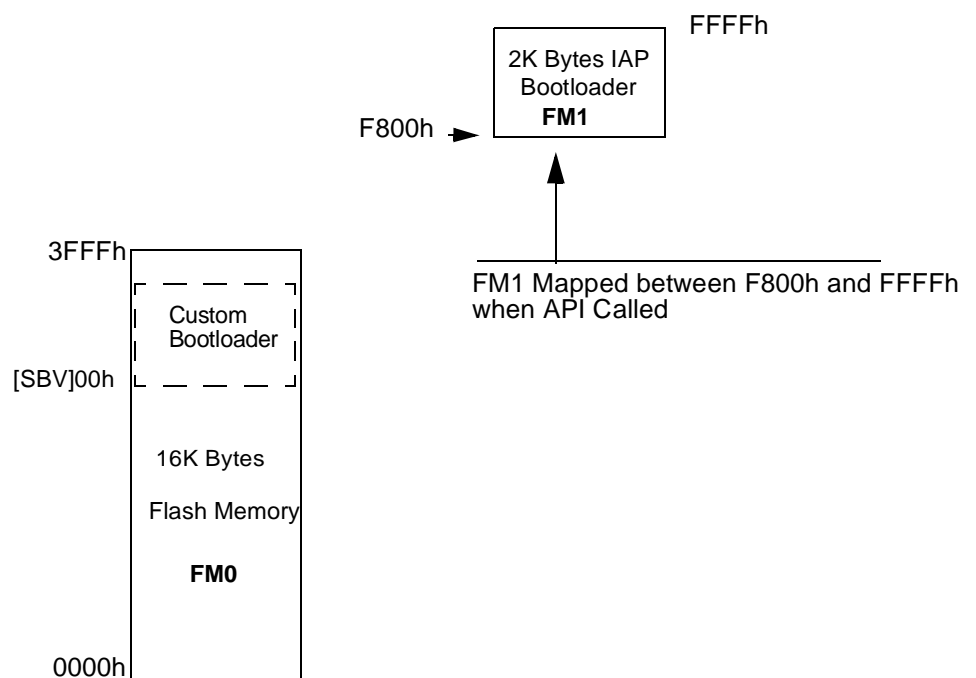 FFFFh
2K Bytes IAP
Bootloader
FM1
F800h
3FFFh
FM1 Mapped between F800h and FFFFh
when API Called
Custom
Bootloader
[SBV]00h
16K Bytes
Flash Memory
FM0
0000h